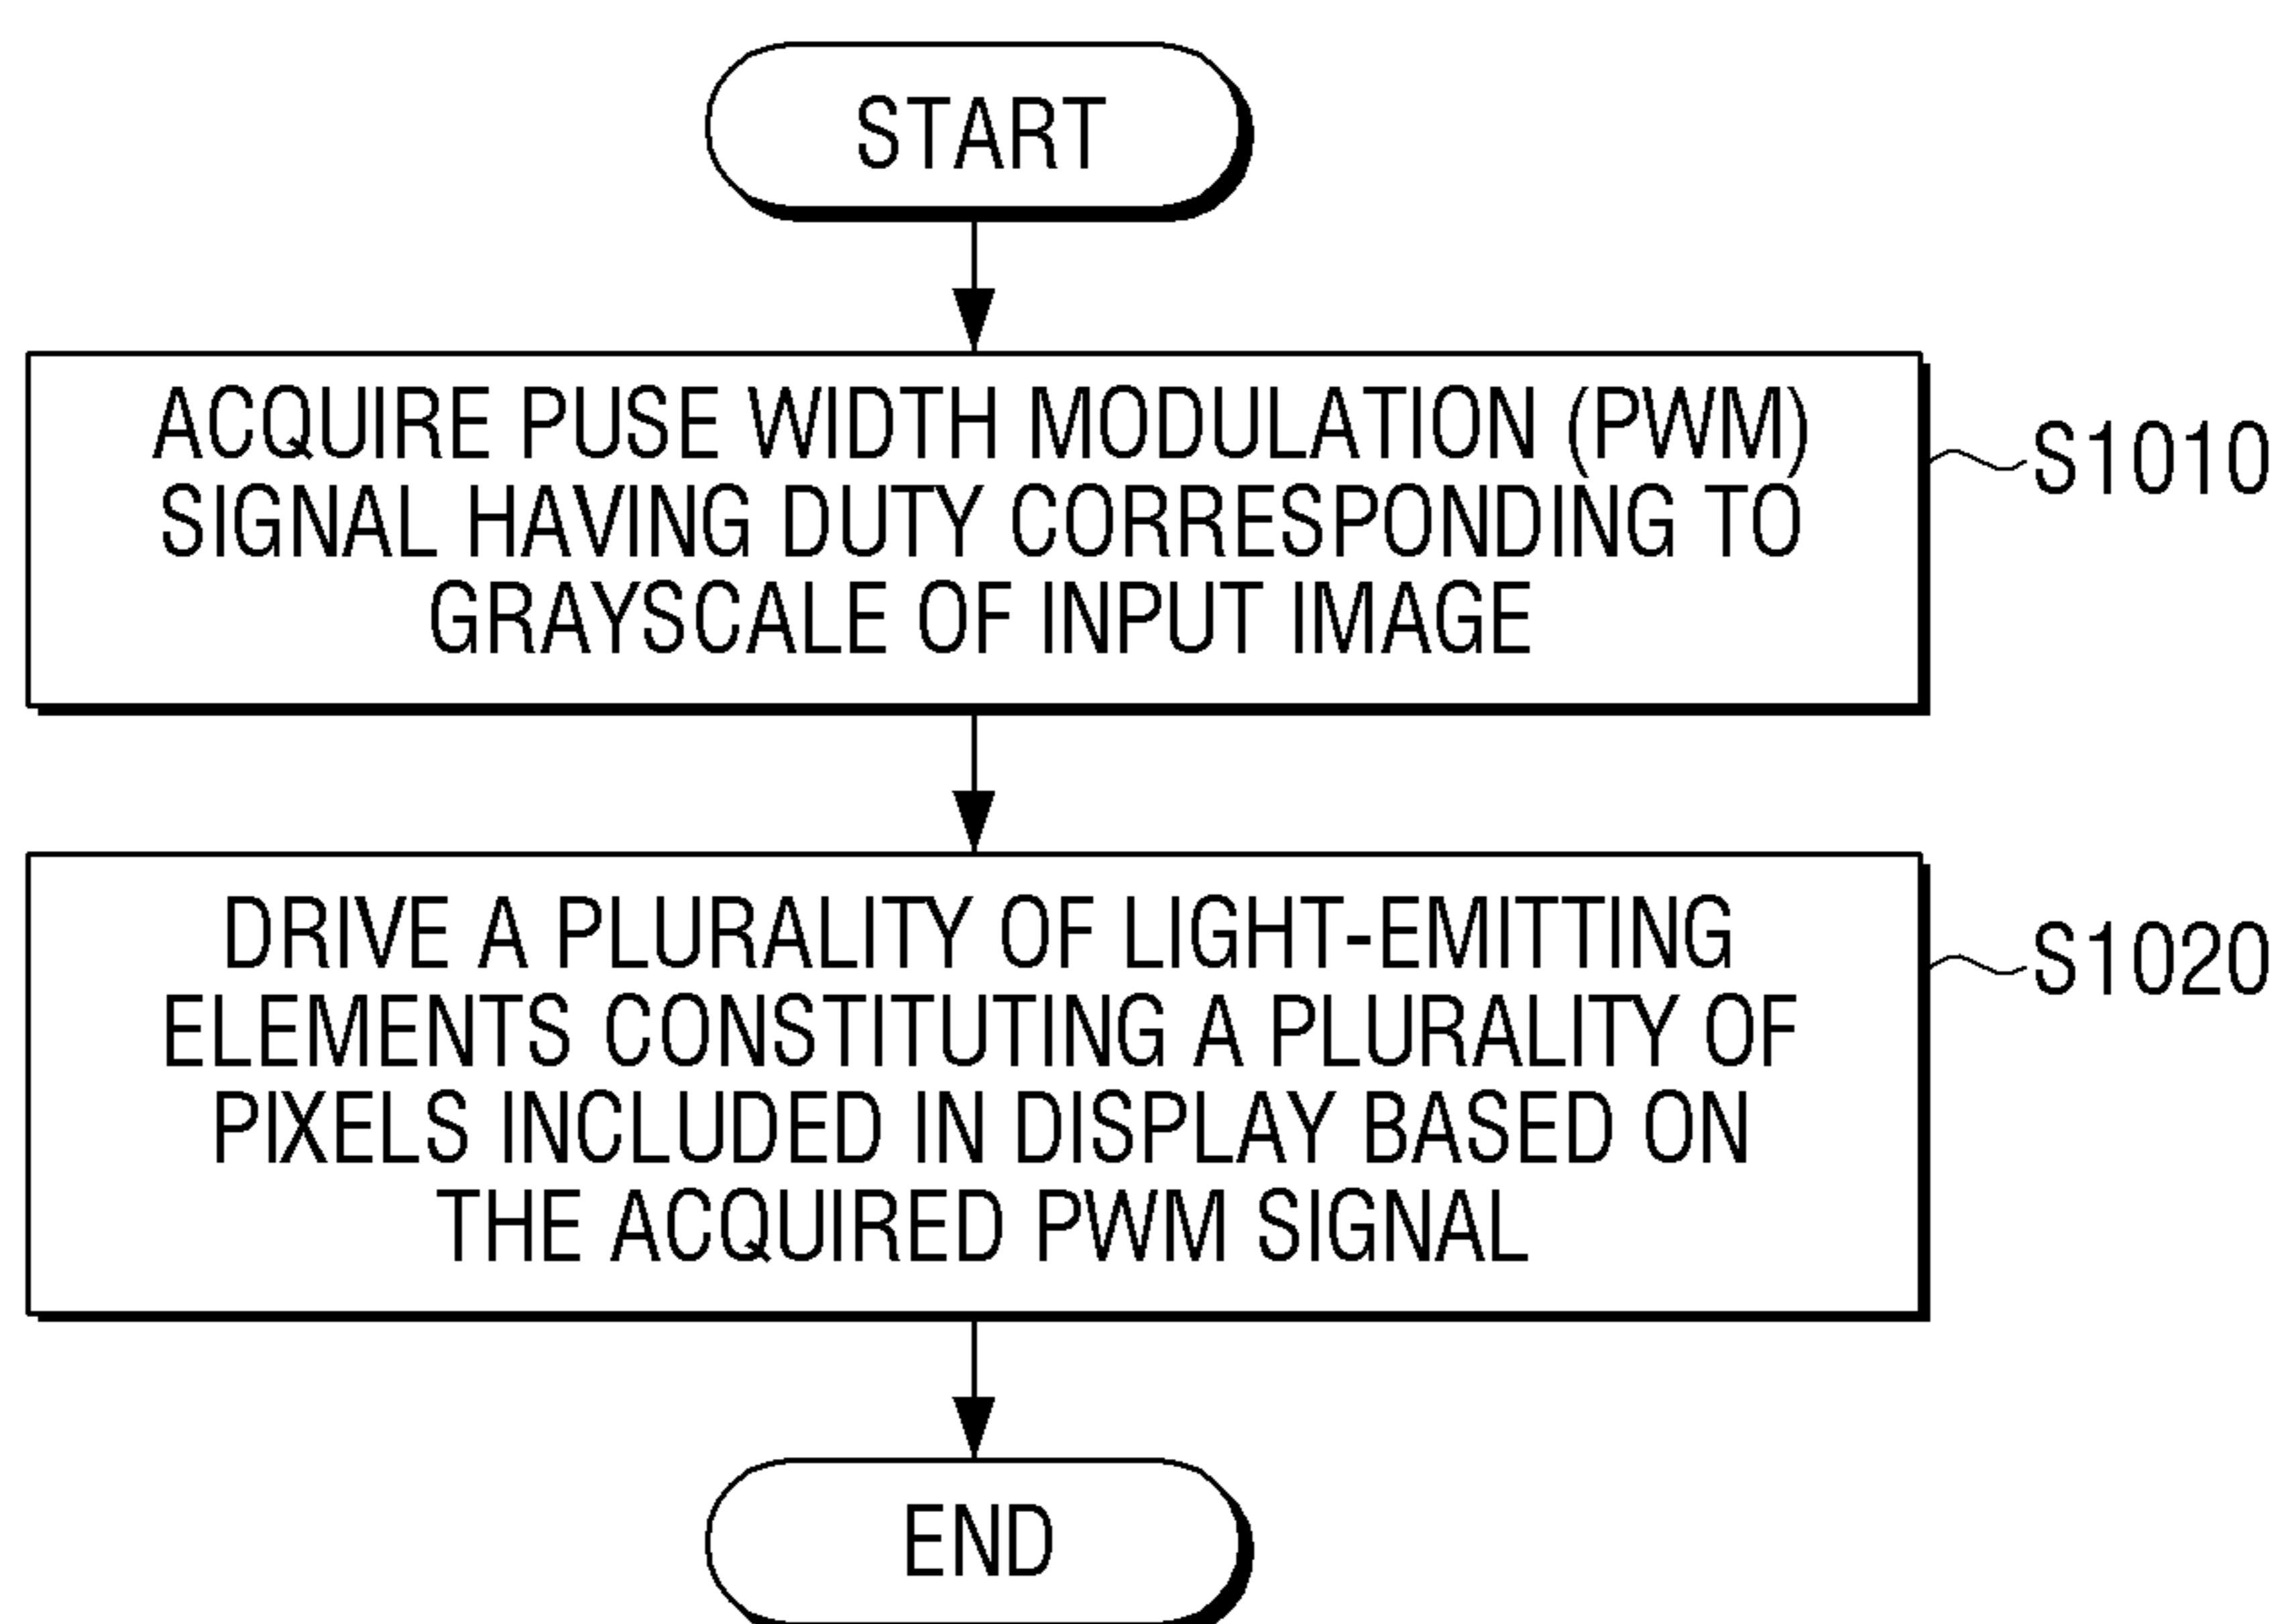 START
ACQUIRE PUSE WIDTH MODULATION (PWM)
SIGNAL HAVING DUTY CORRESPONDING TO
GRAYSCALE OF INPUT IMAGE
S1010
DRIVE A PLURALITY OF LIGHT-EMITTING
ELEMENTS CONSTITUTING A PLURALITY OF
PIXELS INCLUDED IN DISPLAY BASED ON
THE ACQUIRED PWM SIGNAL
S1020
END